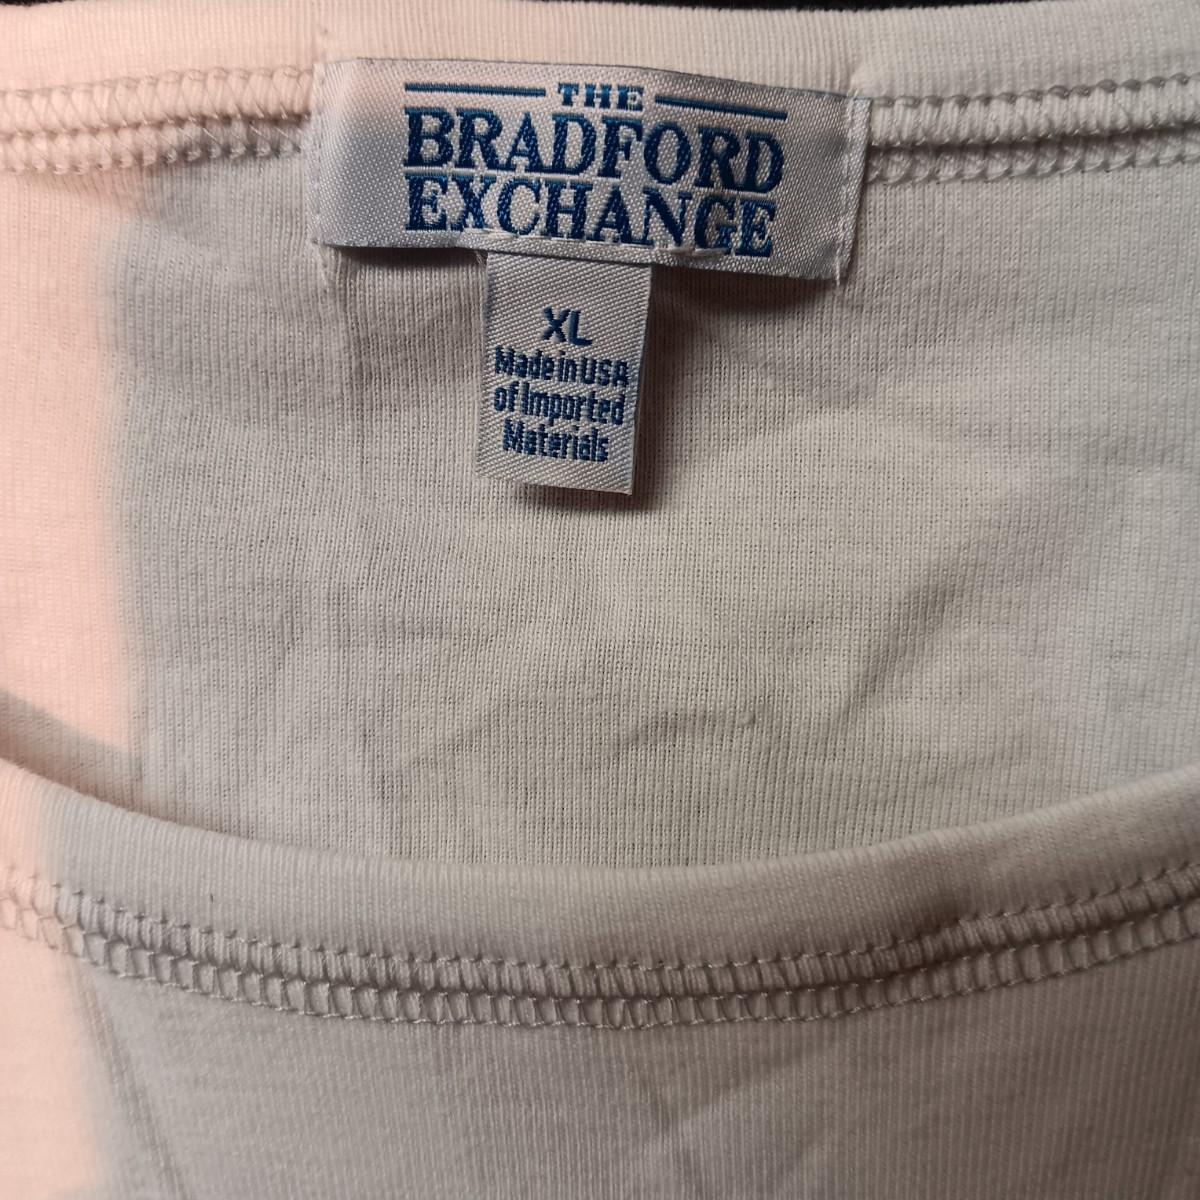 THE
BRADFORD
EXCHANGE
XL
Made in USA
of Imported
Materials